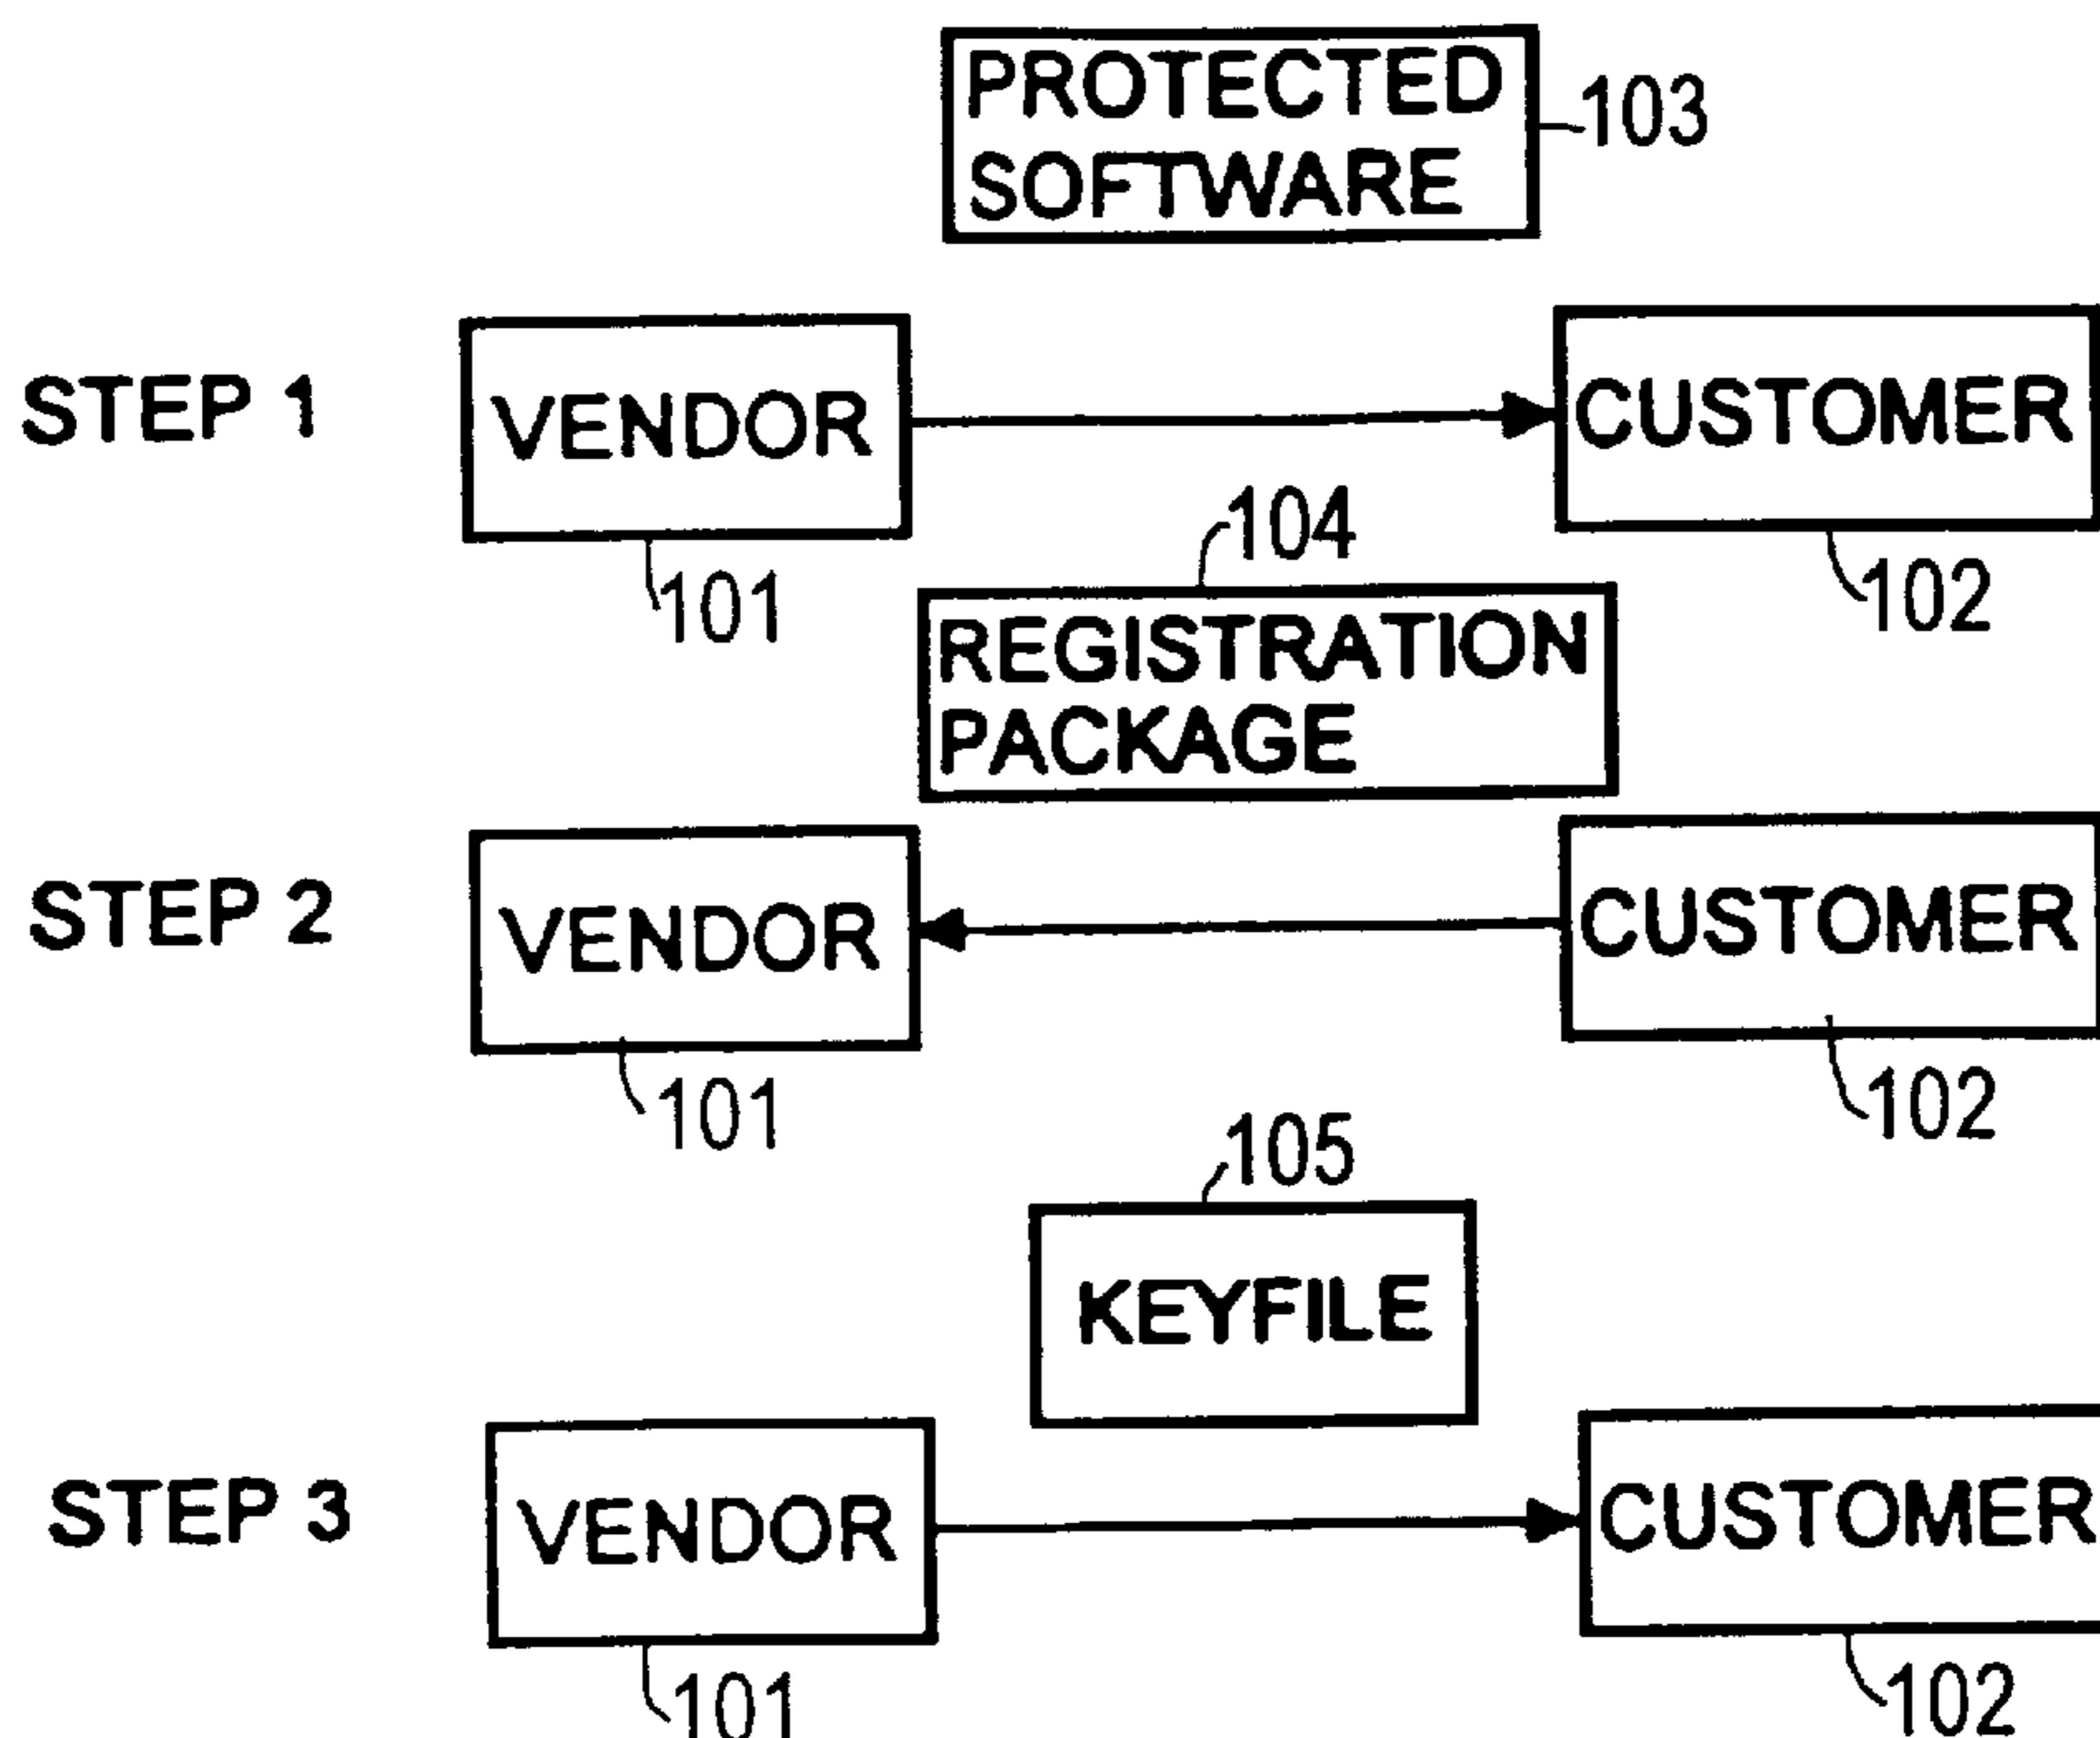 PROTECTED
SOFTWARE
103
STEP 1
VENDOR
CUSTOMER
101
104
102
REGISTRATION
PACKAGE
STEP 2
VENDOR
CUSTOMER
101
105
102
KEYFILE
STEP 3
VENDOR
CUSTOMER
101
102